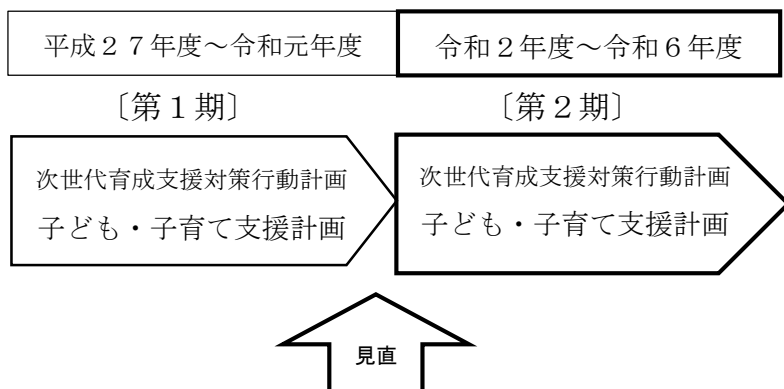 平成２７年度～令和元年度
令和２年度～令和６年度
〔第１期〕
〔第２期〕
次世代育成支援対策行動計画
子ども・子育て支援計画
次世代育成支援対策行動計画
子ども・子育て支援計画
見直